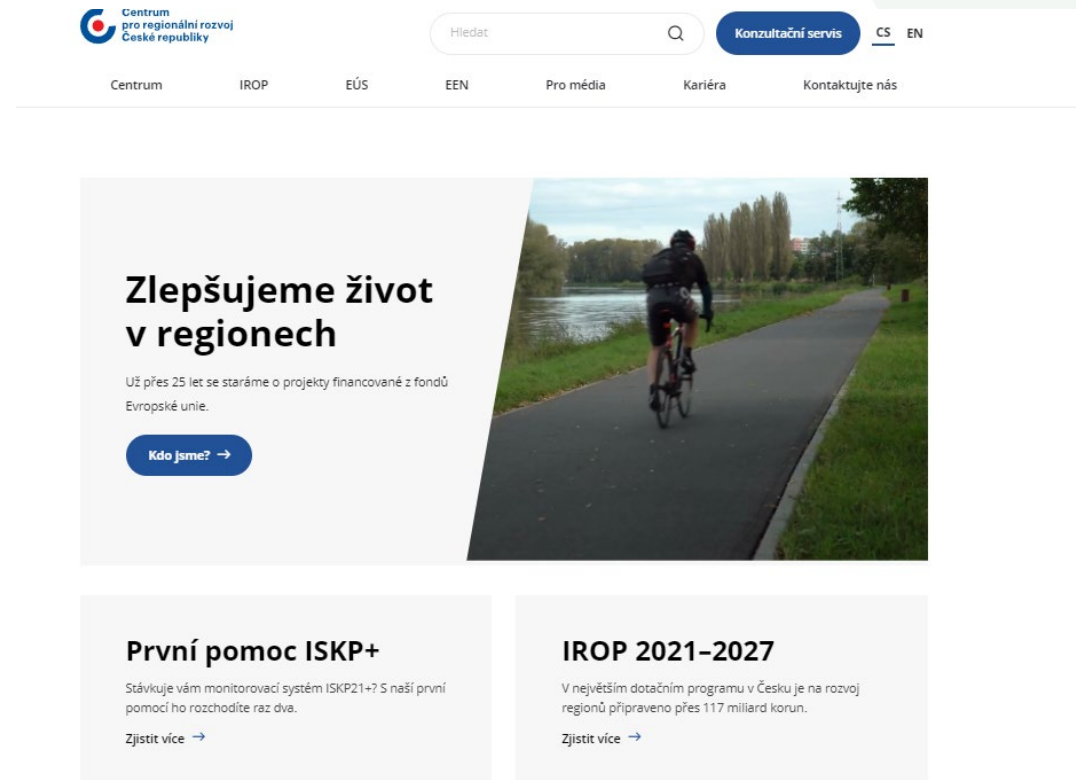 Centrum
pro regionální rozvoj
České republiky
Hledat
Konzultační servis
CS
EN
Centrum
IROP
EÚS
EEN
Pro média
Kariéra
Kontaktujte nás
Zlepšujeme život
v regionech
Už přes 25 let se staráme o projekty financované z fondů
Evropské unie.
Kdo jsme? →
První pomoc ISKP+
Stávkuje vám monitorovací systém ISKP21+? S naší první
pomocí ho rozchodíte raz dva.
Zjistit více →
IROP 2021–2027
V největším dotačním programu v Česku je na rozvoj
regionů připraveno přes 117 miliard korun.
Zjistit více →